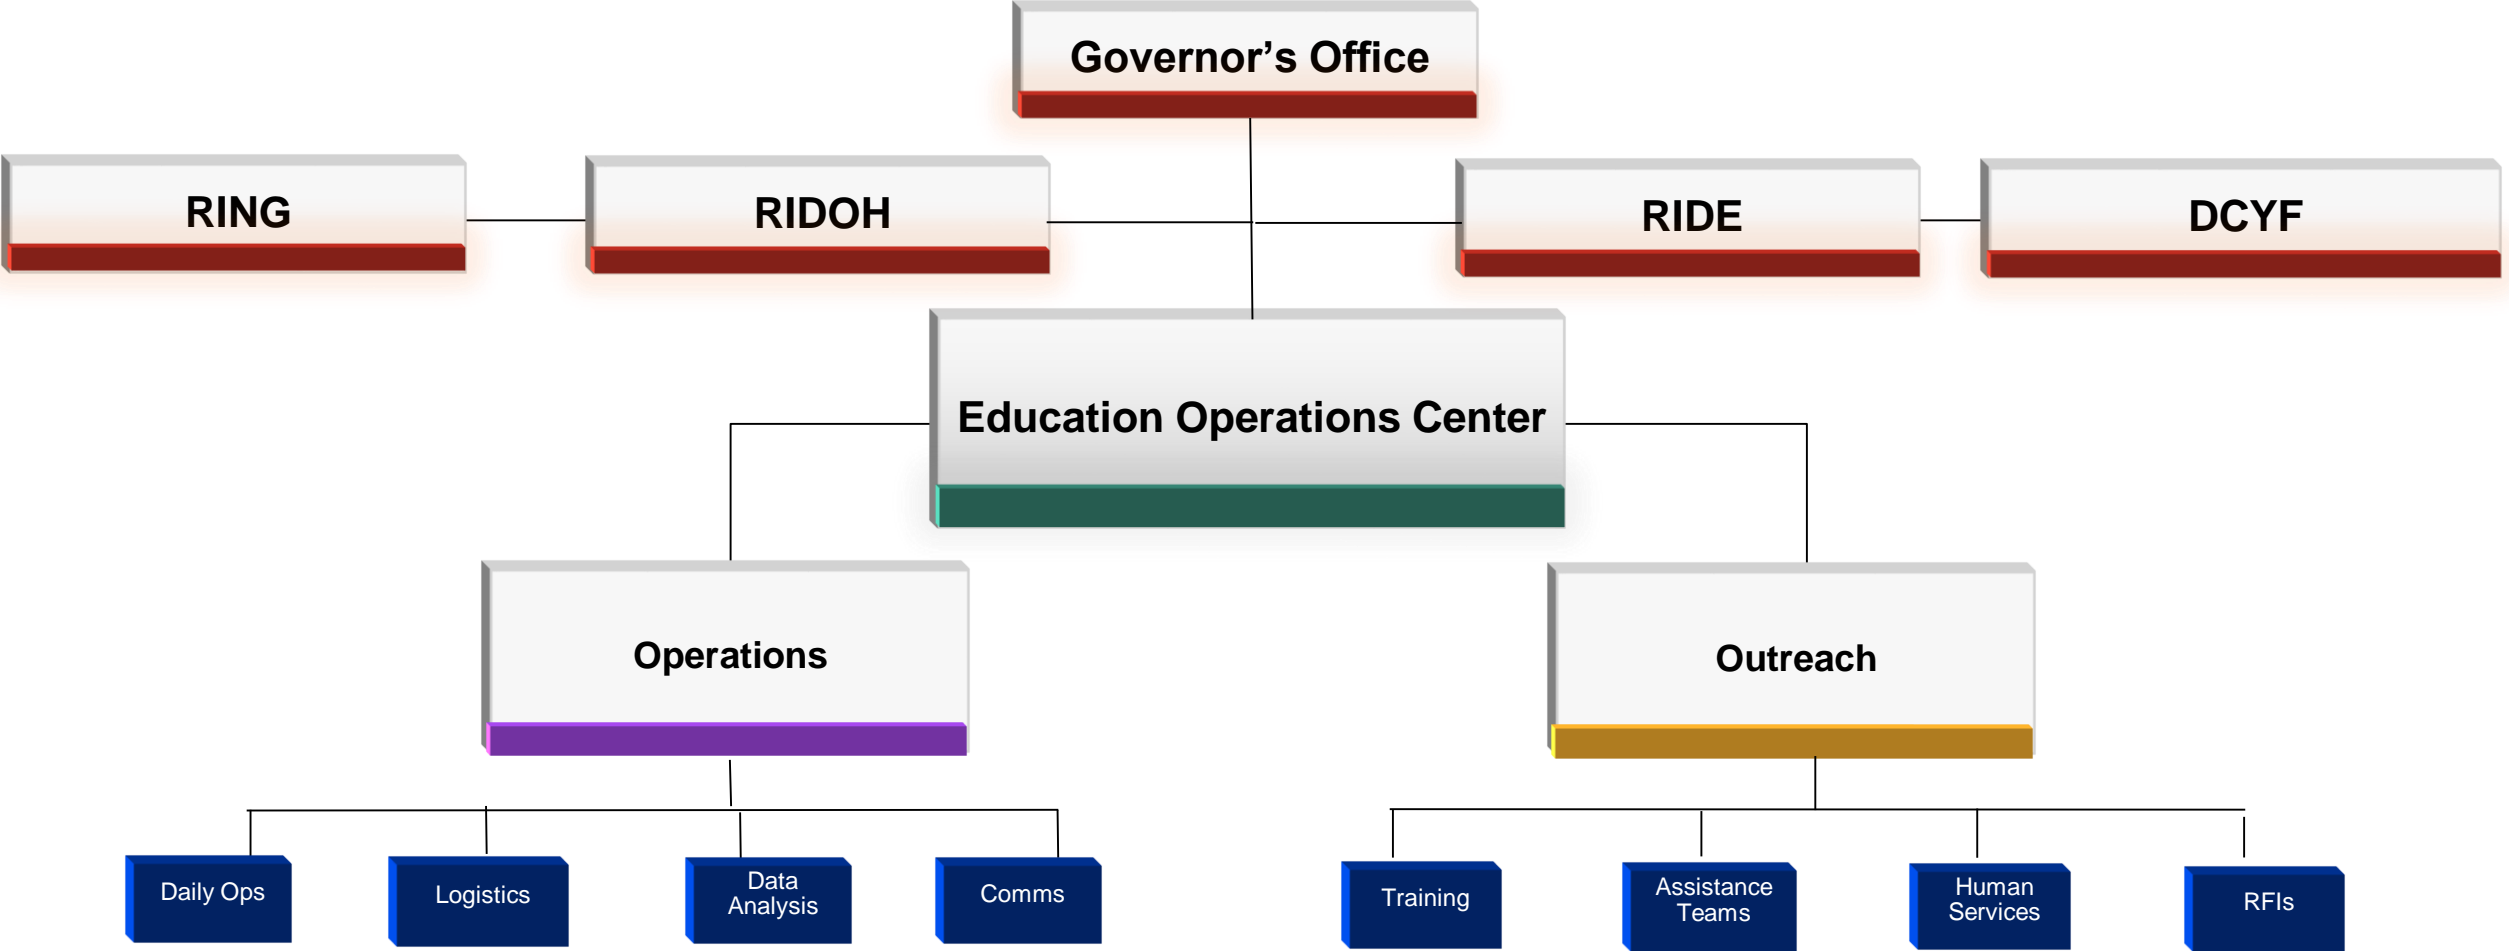 Governor’s Office
RING
RIDOH
RIDE
DCYF
Education Operations Center
Operations
Outreach
Daily Ops
Logistics
Data
Analysis
Comms
Training
Assistance
Teams
Human
Services
RFIs